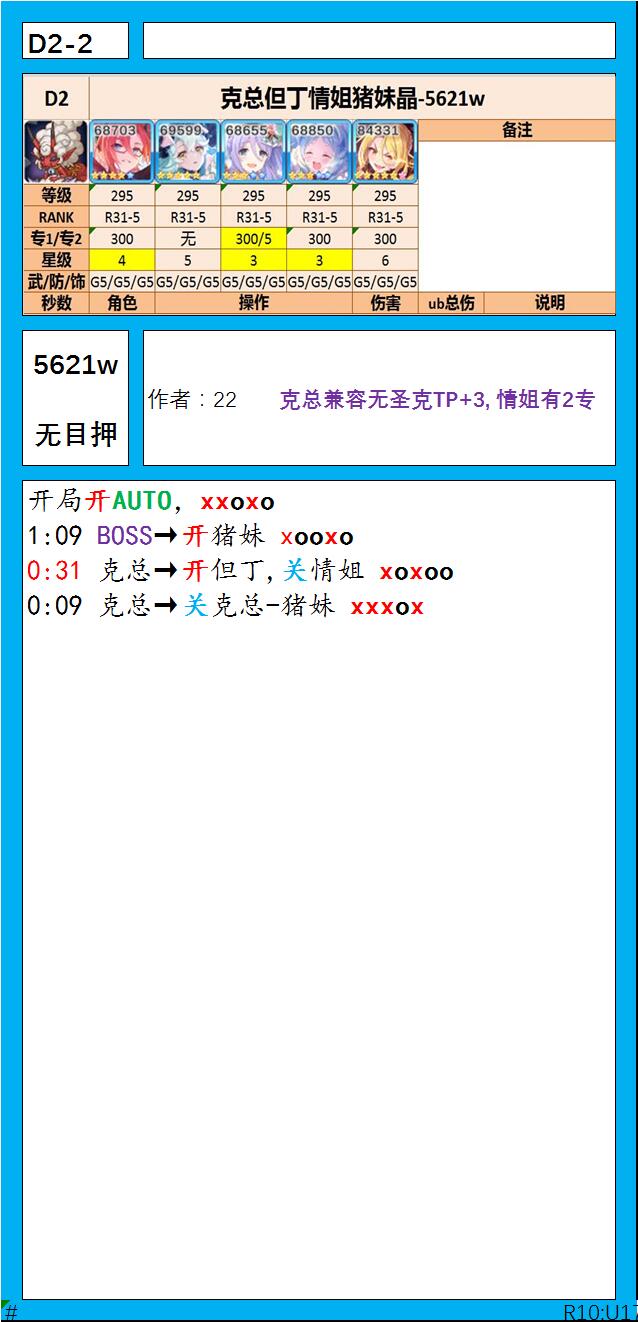 D2-2
D2 克总但丁情姐猪妹晶-5621w
68703 69599 68655 68850 84331 备注
等级 295 295 295 295 295
RANK R31-5 R31-5 R31-5 R31-5 R31-5
专1/专2 300 无 300/5 300 300
星级 4 5 3 3 6
武/防/饰 G5/G5/G5 G5/G5/G5 G5/G5/G5 G5/G5/G5 G5/G5/G5
秒数 角色 操作 伤害 ub总伤 说明
5621w
无目押
作者：22 克总兼容无圣克TP+3, 情姐有2专
开局开AUTO, xxoxo
1:09 BOSS→开猪妹 xooxo
0:31 克总→开但丁,关情姐 xoxoo
0:09 克总→关克总-猪妹 xxxox
# R10:U17